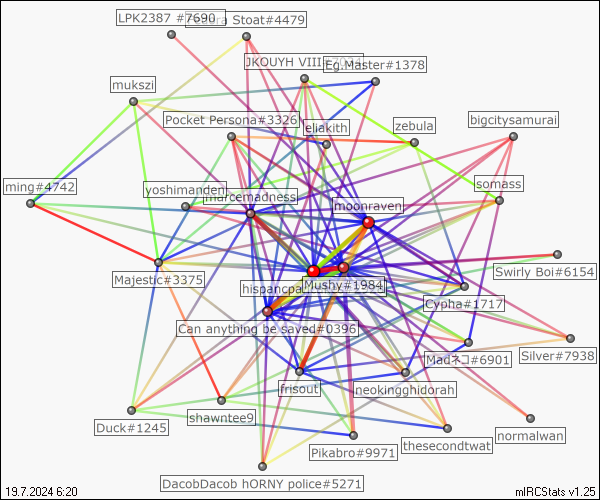 LPK2387 #7690
Stoat#4479
JKQUYH VIII
Eg.Master#1378
mukszi
Pocket Persona#3326
eliakith
zebula
bigcitysamurai
ming#4742
yoshimanden
marcemadness
moonraven
somass
Majestic#3375
Mushy#1984
Swirly Boi#6154
Cypha#1717
Can anything be saved#0396
Madネコ#6901
Silver#7938
frisout
neokingghidorah
Duck#1245
shawntee9
normalwan
Pikabro#9971
thesecondtwat
DacobDacob hORNY police#5271
19.7.2024 6:20
mIRCStats v1.25